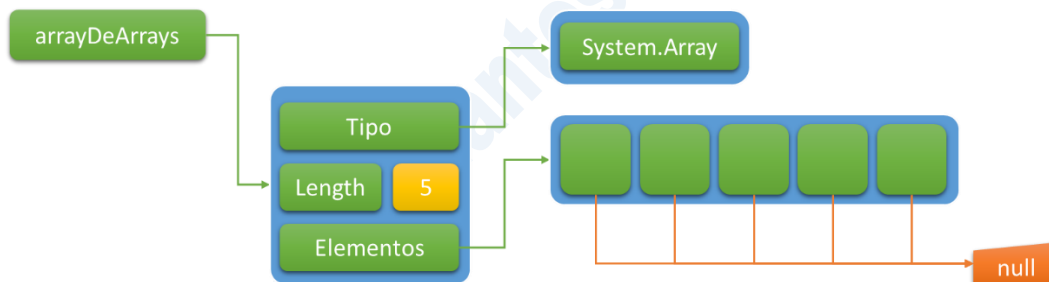 arrayDeArrays
System.Array
Tipo
Length
5
Elementos
null